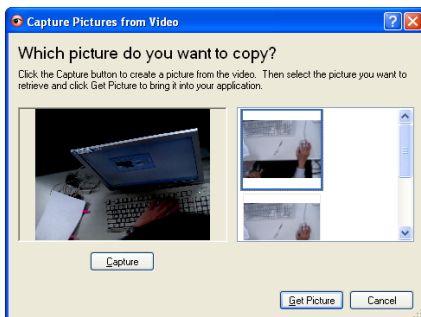 Capture Pictures from Video
Which picture do you want to copy?
Click the Capture button to create a picture from the video. Then select the picture you want to
retrieve and click Get Picture to bring it into your application.
Capture
Get Picture
Cancel